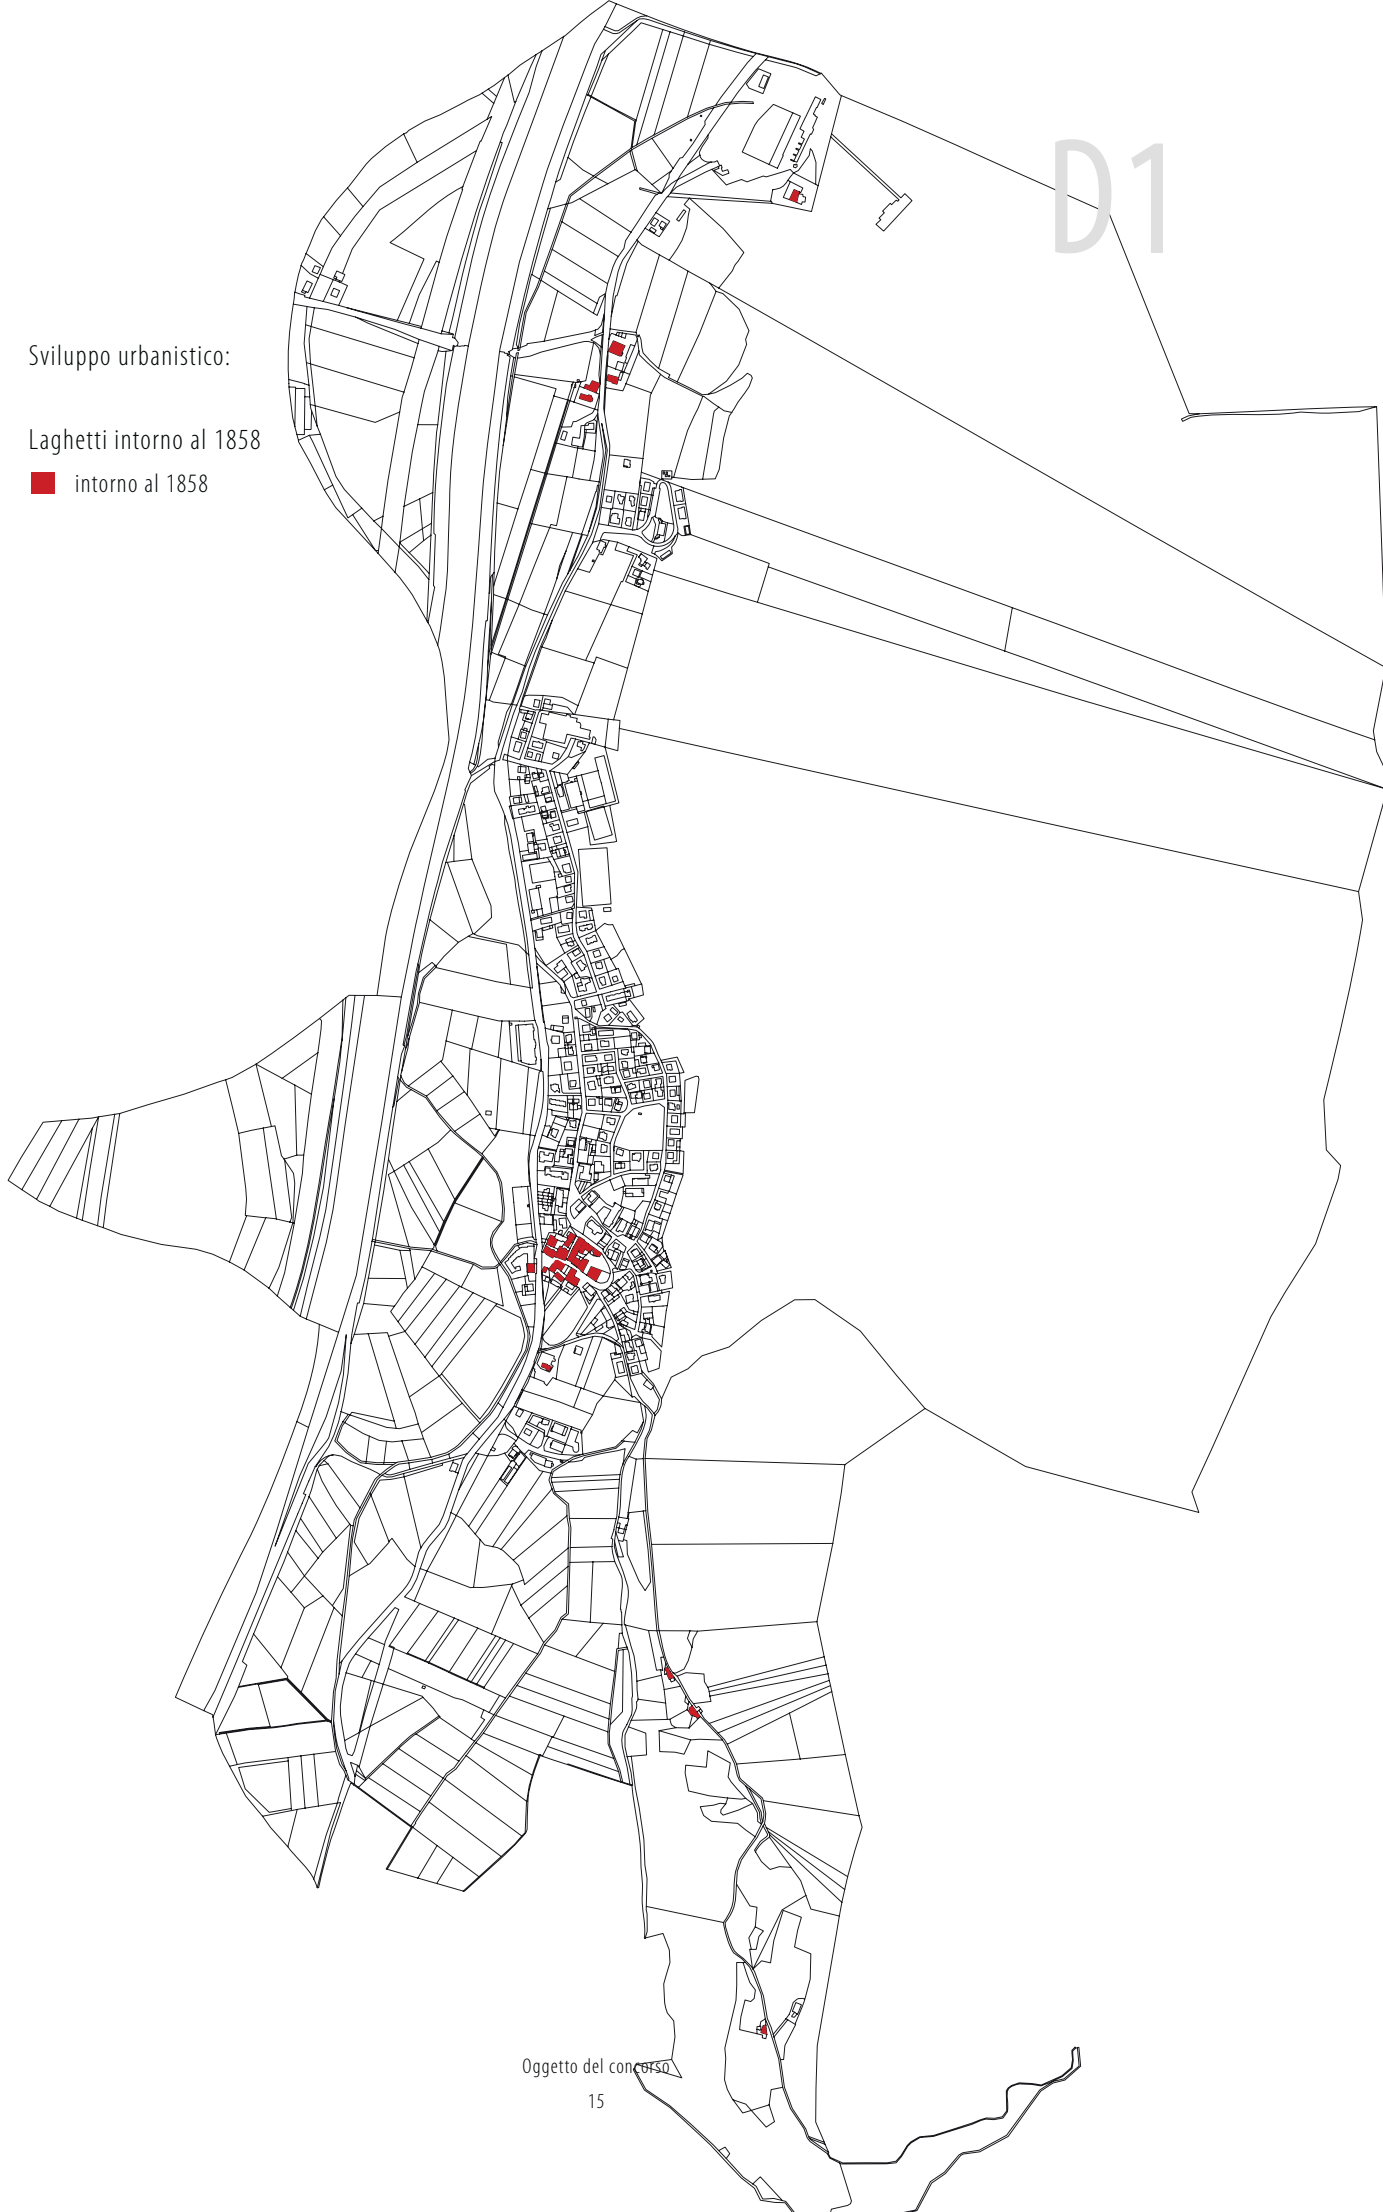 D1
Sviluppo urbanistico:
Laghetti intorno al 1858
intorno al 1858
Oggetto del concorso
15